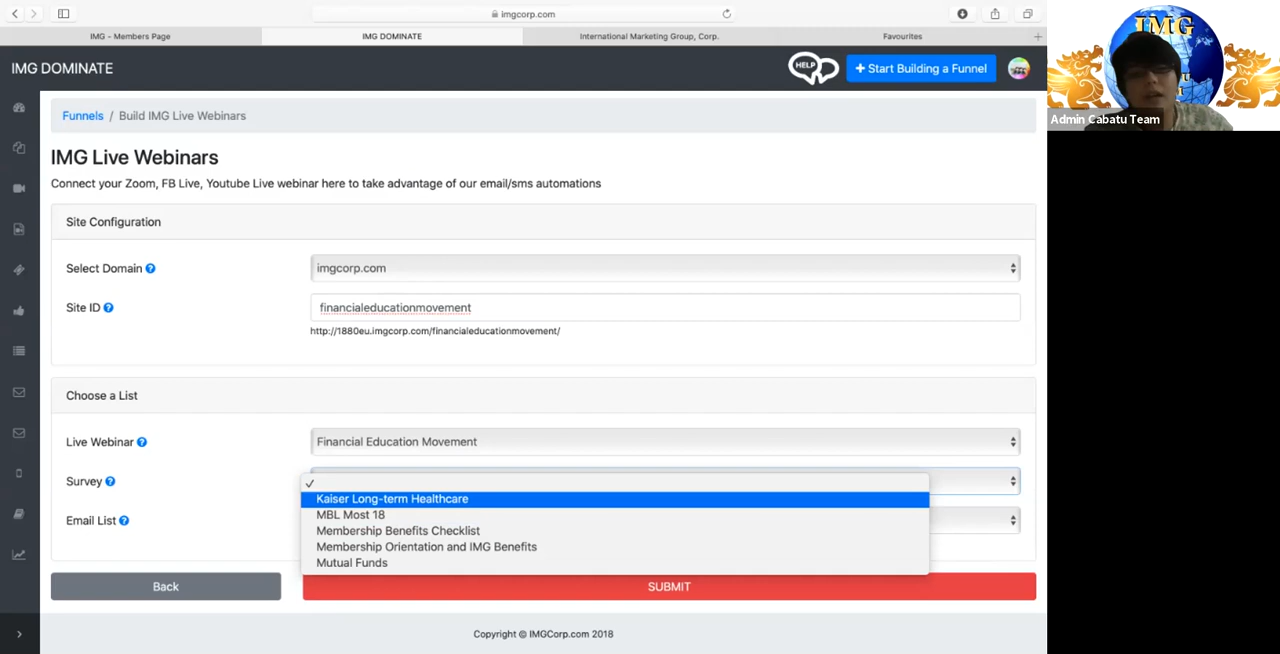 imgcorp.com
IMG - Members Page
IMG DOMINATE
International Marketing Group, Corp.
Favourites
IMG DOMINATE
HELP
+ Start Building a Funnel
IMG
Admin Cabatu Team
Funnels / Build IMG Live Webinars
IMG Live Webinars
Connect your Zoom, FB Live, Youtube Live webinar here to take advantage of our email/sms automations
Site Configuration
Select Domain ?
imgcorp.com
Site ID ?
financialeducationmovement
http://1880eu.imgcorp.com/financialeducationmovement/
Choose a List
Live Webinar ?
Financial Education Movement
Survey ?
✓
Kaiser Long-term Healthcare
MBL Most 18
Email List ?
Membership Benefits Checklist
Membership Orientation and IMG Benefits
Mutual Funds
Back
SUBMIT
Copyright © IMGCorp.com 2018